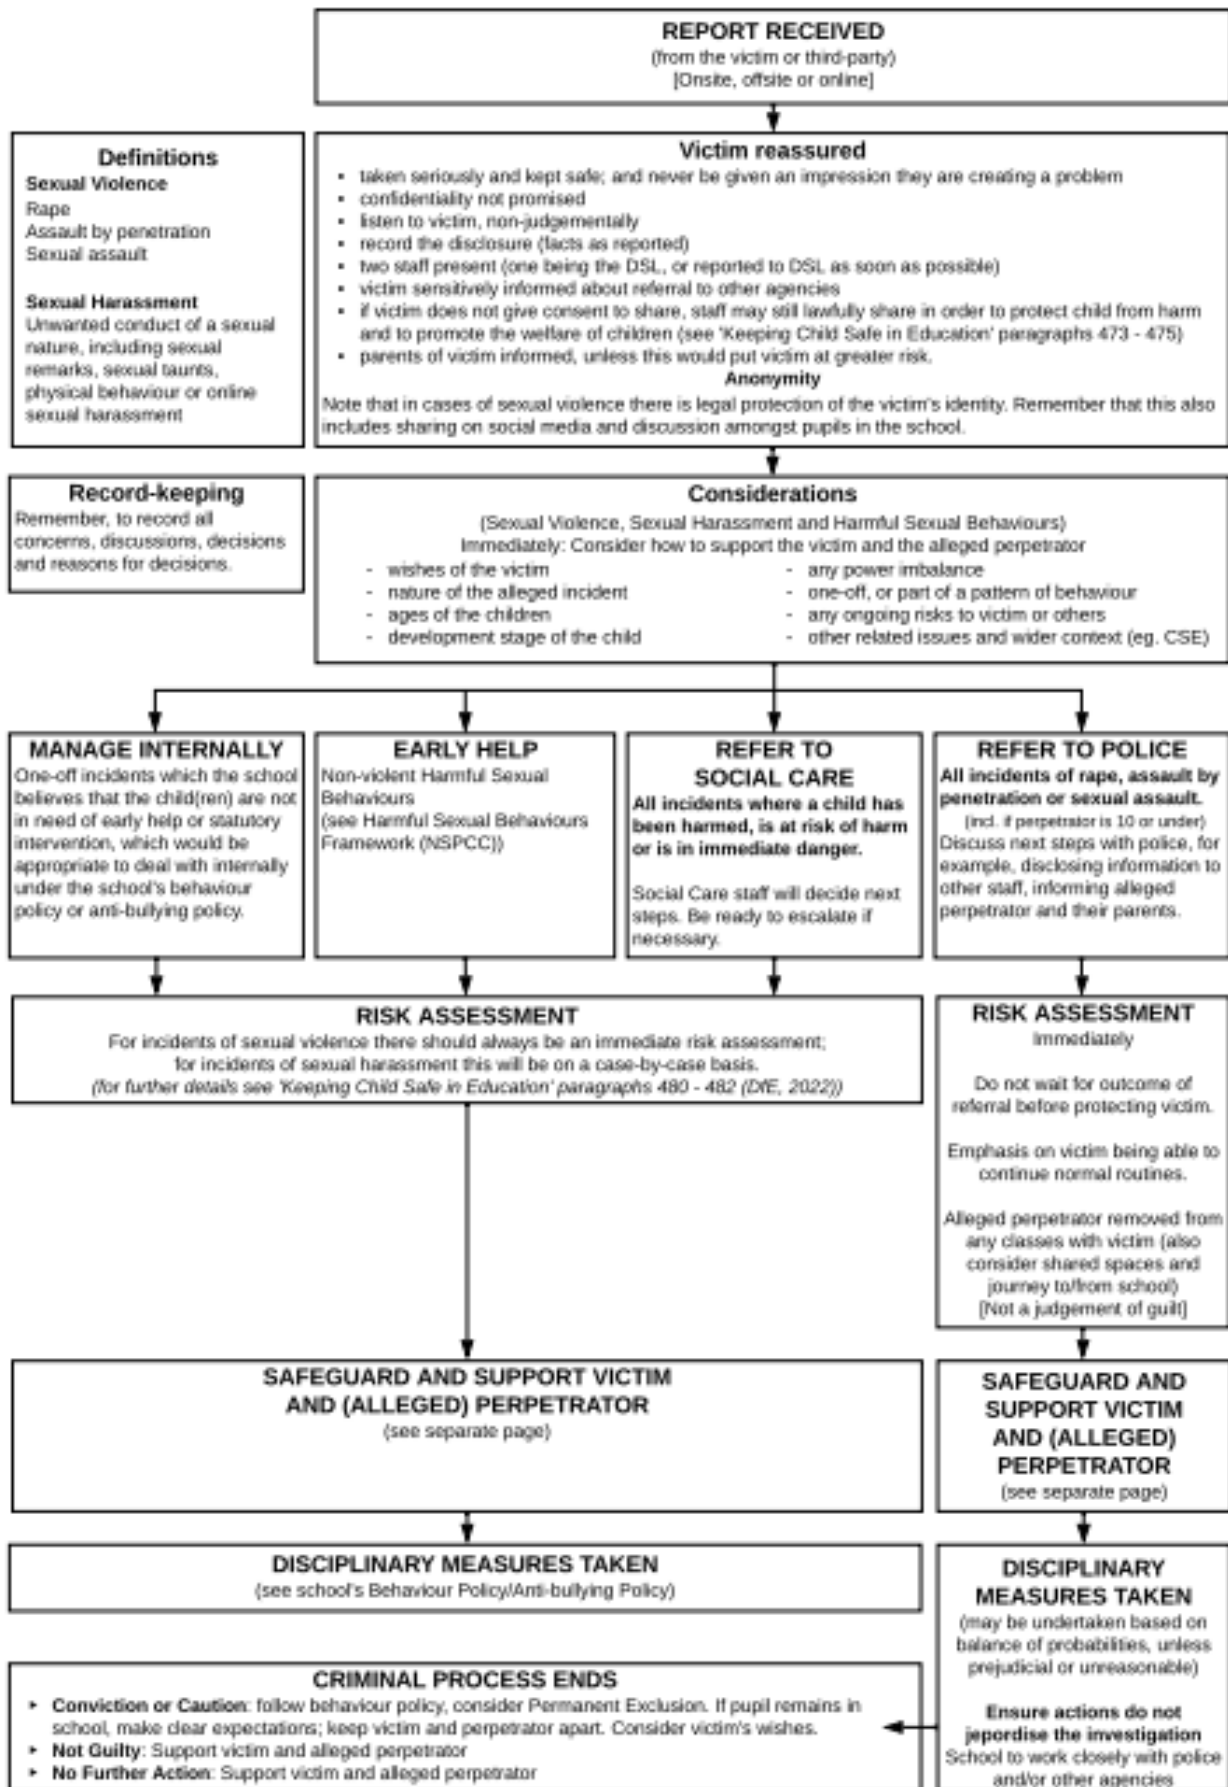 REPORT RECEIVED
(from the victim or third-party)
[Onsite, offsite or online]
Definitions
Sexual Violence
Rape
Assault by penetration
Sexual assault
Sexual Harassment
Unwanted conduct of a sexual
nature, including sexual
remarks, sexual taunts,
physical behaviour or online
sexual harassment
Victim reassured
▪ taken seriously and kept safe; and never be given an impression they are creating a problem
▪ confidentiality not promised
▪ listen to victim, non-judgementally
▪ record the disclosure (facts as reported)
▪ two staff present (one being the DSL, or reported to DSL as soon as possible)
▪ victim sensitively informed about referral to other agencies
▪ if victim does not give consent to share, staff may still lawfully share in order to protect child from harm
and to promote the welfare of children (see 'Keeping Child Safe in Education' paragraphs 473 - 475)
▪ parents of victim informed, unless this would put victim at greater risk.
Anonymity
Note that in cases of sexual violence there is legal protection of the victim's identity. Remember that this also
includes sharing on social media and discussion amongst pupils in the school.
Record-keeping
Remember, to record all
concerns, discussions, decisions
and reasons for decisions.
Considerations
(Sexual Violence, Sexual Harassment and Harmful Sexual Behaviours)
Immediately: Consider how to support the victim and the alleged perpetrator
- wishes of the victim
- nature of the alleged incident
- ages of the children
- development stage of the child
- any power imbalance
- one-off, or part of a pattern of behaviour
- any ongoing risks to victim or others
- other related issues and wider context (eg. CSE)
MANAGE INTERNALLY
One-off incidents which the school
believes that the child(ren) are not
in need of early help or statutory
intervention, which would be
appropriate to deal with internally
under the school's behaviour
policy or anti-bullying policy.
EARLY HELP
Non-violent Harmful Sexual
Behaviours
(see Harmful Sexual Behaviours
Framework (NSPCC))
REFER TO
SOCIAL CARE
All incidents where a child has
been harmed, is at risk of harm
or is in immediate danger.
Social Care staff will decide next
steps. Be ready to escalate if
necessary.
REFER TO POLICE
All incidents of rape, assault by
penetration or sexual assault.
(incl. if perpetrator is 10 or under)
Discuss next steps with police, for
example, disclosing information to
other staff, informing alleged
perpetrator and their parents.
RISK ASSESSMENT
For incidents of sexual violence there should always be an immediate risk assessment;
for incidents of sexual harassment this will be on a case-by-case basis.
(for further details see 'Keeping Child Safe in Education' paragraphs 480 - 482 (DfE, 2022))
RISK ASSESSMENT
Immediately
Do not wait for outcome of
referral before protecting victim.
Emphasis on victim being able to
continue normal routines.
Alleged perpetrator removed from
any classes with victim (also
consider shared spaces and
journey to/from school)
[Not a judgement of guilt]
SAFEGUARD AND SUPPORT VICTIM
AND (ALLEGED) PERPETRATOR
(see separate page)
SAFEGUARD AND
SUPPORT VICTIM
AND (ALLEGED)
PERPETRATOR
(see separate page)
DISCIPLINARY MEASURES TAKEN
(see school's Behaviour Policy/Anti-bullying Policy)
DISCIPLINARY
MEASURES TAKEN
(may be undertaken based on
balance of probabilities, unless
prejudicial or unreasonable)
Ensure actions do not
jepordise the investigation
School to work closely with police
and/or other agencies
CRIMINAL PROCESS ENDS
‣ Conviction or Caution: follow behaviour policy, consider Permanent Exclusion. If pupil remains in
school, make clear expectations; keep victim and perpetrator apart. Consider victim's wishes.
‣ Not Guilty: Support victim and alleged perpetrator
‣ No Further Action: Support victim and alleged perpetrator